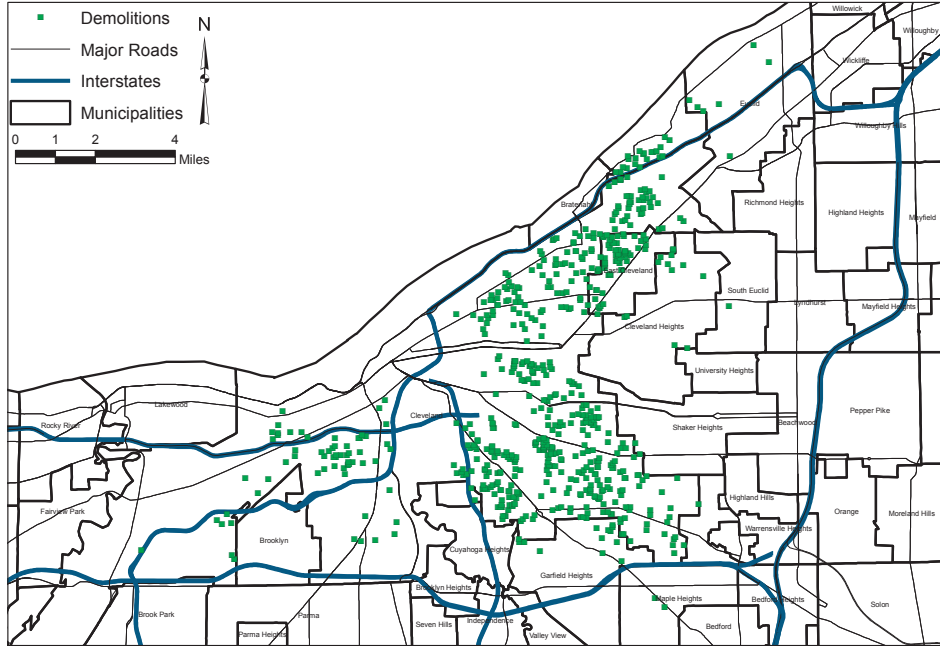 Demolitions
Major Roads
Interstates
Municipalities
N
0 1 2 4
Miles
Willowick
Willoughby
Wickliffe
Euclid
Willoughby Hills
Richmond Heights
Highland Heights
Mayfield
Bratenahl
East Cleveland
South Euclid
Lyndhurst
Mayfield Heights
Cleveland Heights
University Heights
Lakewood
Rocky River
Cleveland
Shaker Heights
Beachwood
Pepper Pike
Fairview Park
Highland Hills
Orange
Moreland Hills
Warrensville Heights
Brooklyn
Cuyahoga Heights
Garfield Heights
Brooklyn Heights
Maple Heights
Bedford Heights
Solon
Brook Park
Parma
Parma Heights
Seven Hills
Independence
Valley View
Bedford